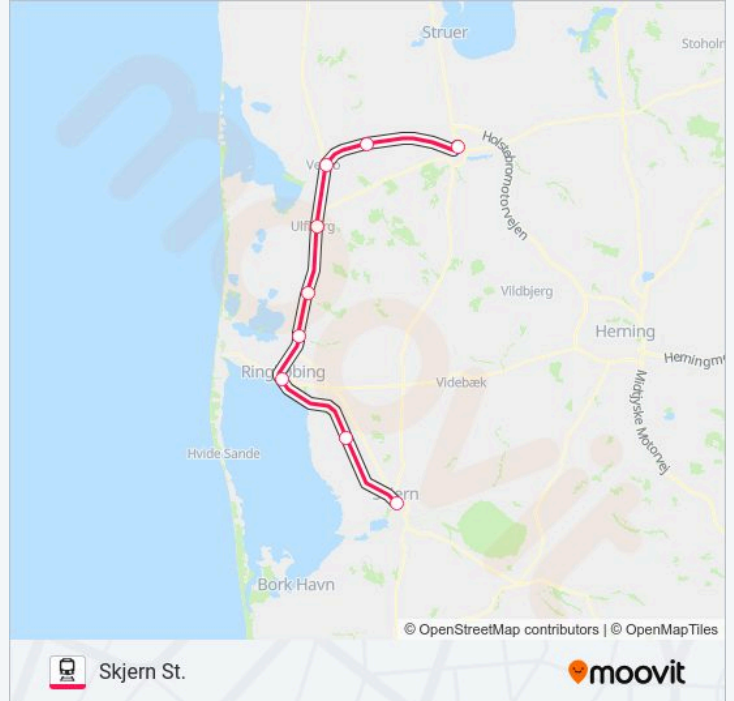 Struer
Stoholm
Holstebromotorvejen
Vildbjerg
Herning
Herningm
Ringkøbing
Videbæk
Midtjyske Motorvej
Hvide Sande
Bork Havn
© OpenStreetMap contributors | © OpenMapTiles
Skjern St.
moovit